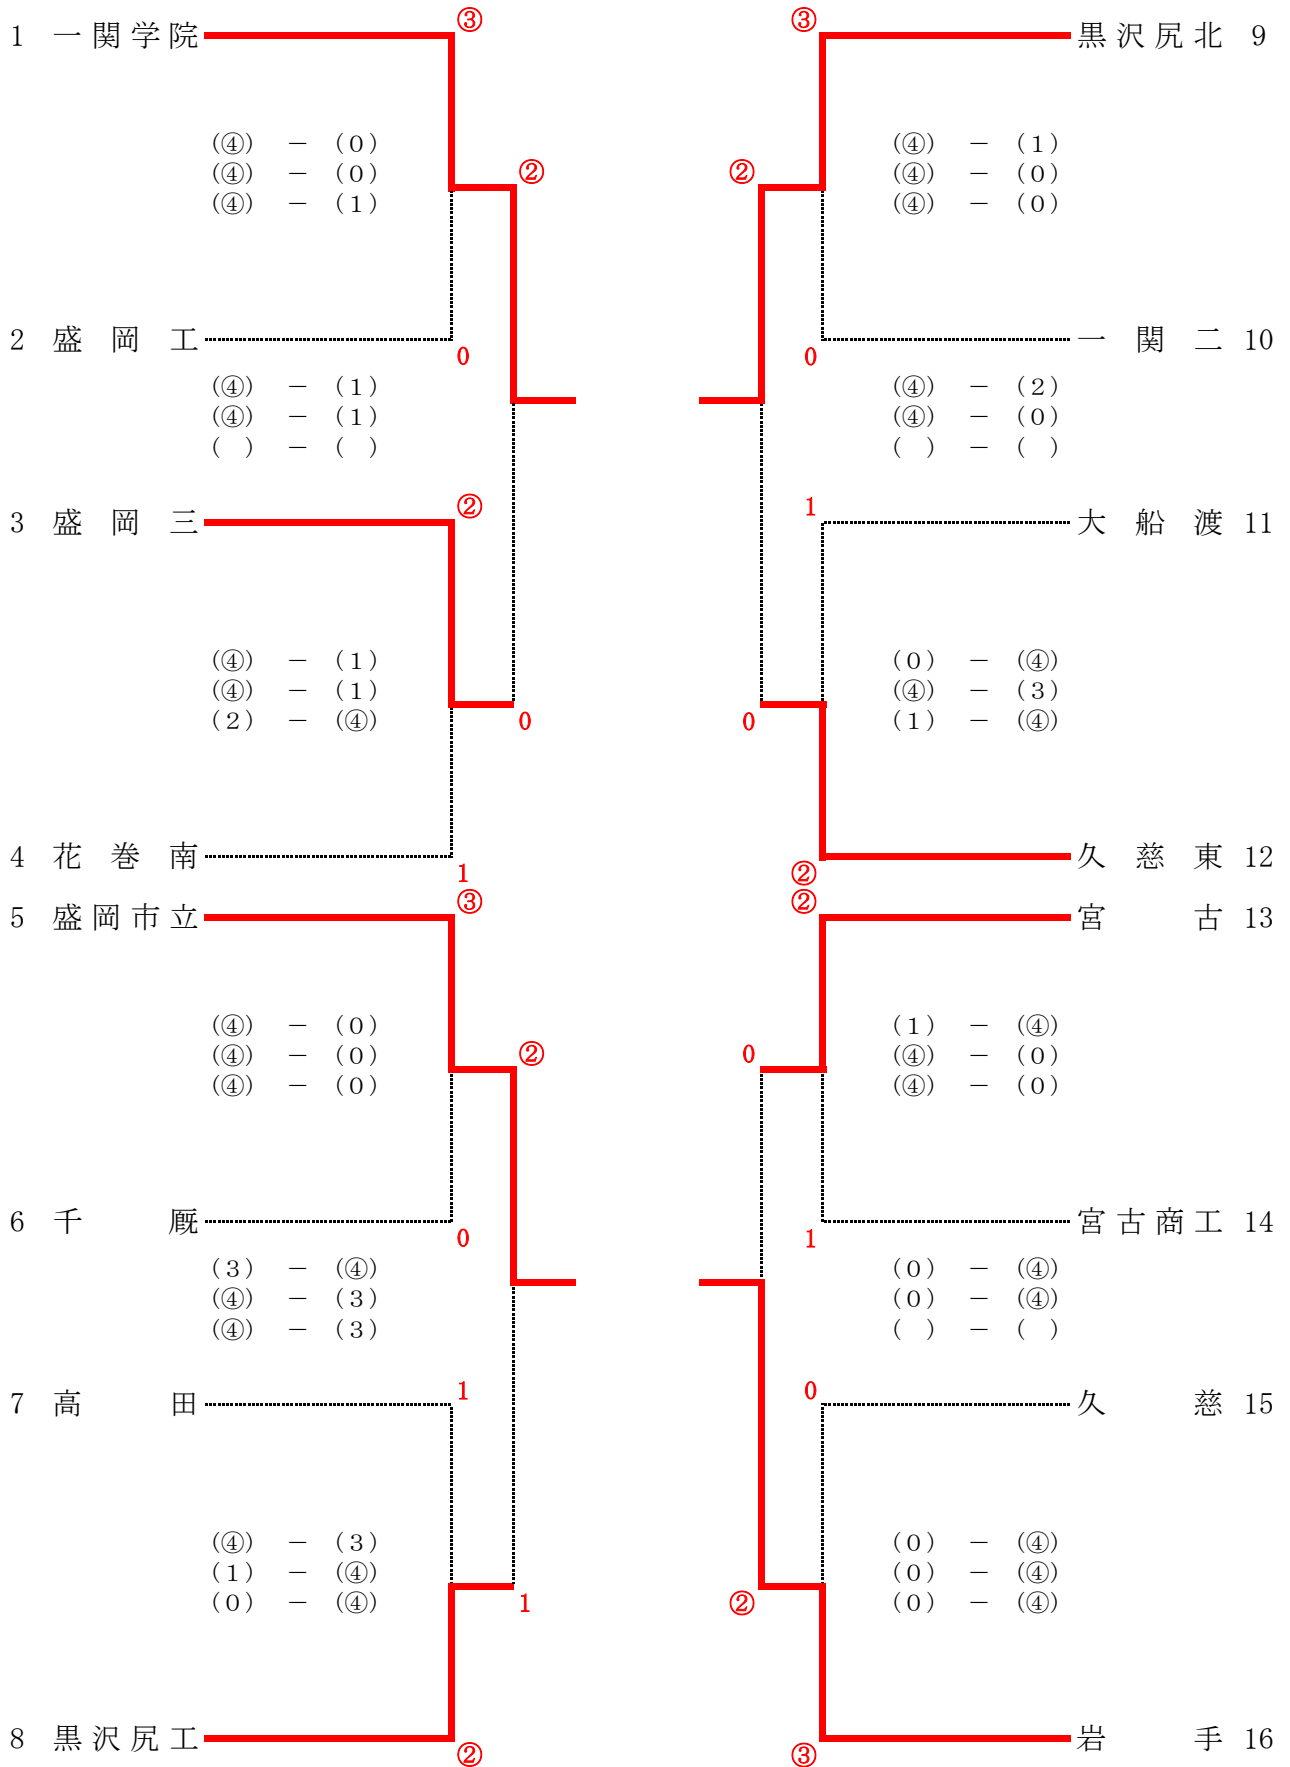 ③ ③
1 一関学院 黒沢尻北 9
(④) － (0) (④) － (1)
(④) － (0) ② ② (④) － (0)
(④) － (1) (④) － (0)
2 盛岡工 一関二 10
0 0
(④) － (1) (④) － (2)
(④) － (1) (④) － (0)
( ) － ( ) ( ) － ( )
② 1
3 盛岡三 大船渡 11
(④) － (1) (0) － (④)
(④) － (1) (④) － (3)
(2) － (④) 0 0 (1) － (④)
4 花巻南 久慈東 12
1 ②
③ ②
5 盛岡市立 宮古 13
(④) － (0) (1) － (④)
(④) － (0) ② 0 (④) － (0)
(④) － (0) (④) － (0)
6 千厩 宮古商工 14
0 1
(3) － (④) (0) － (④)
(④) － (3) (0) － (④)
(④) － (3) ( ) － ( )
1 0
7 高田 久慈 15
(④) － (3) (0) － (④)
(1) － (④) (0) － (④)
(0) － (④) 1 ② (0) － (④)
8 黒沢尻工 岩手 16
② ③